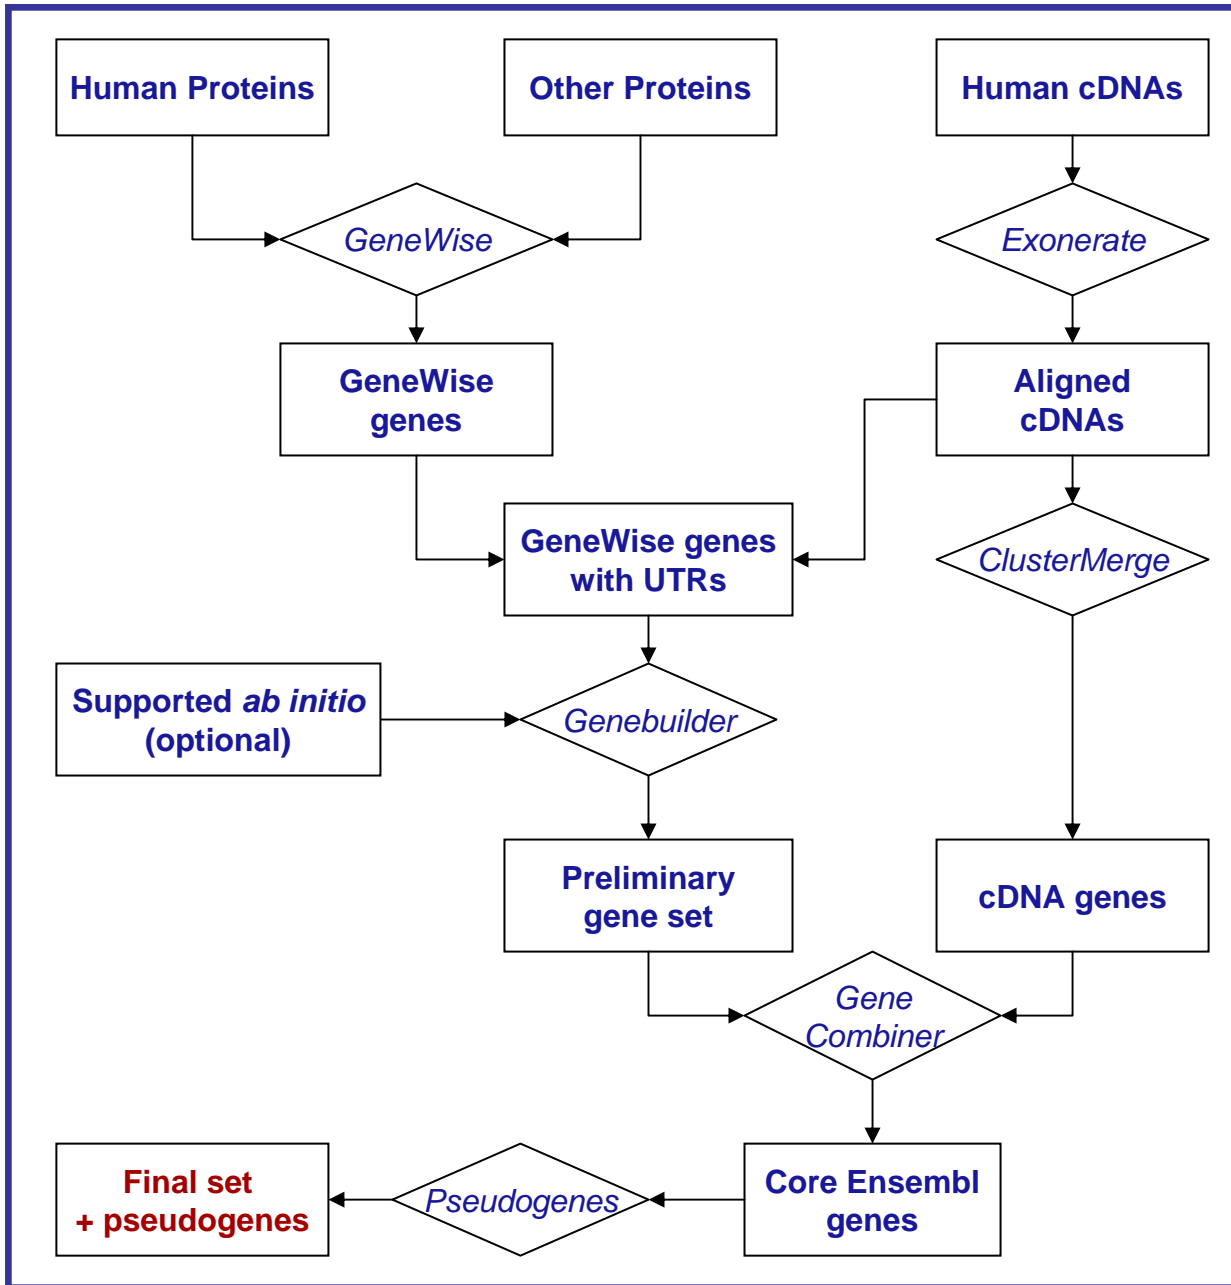 Human Proteins
Other Proteins
Human cDNAs
GeneWise
Exonerate
GeneWise
genes
Aligned
cDNAs
GeneWise genes
with UTRs
ClusterMerge
Supported ab initio
(optional)
Genebuilder
Preliminary
gene set
cDNA genes
Gene
Combiner
Final set
+ pseudogenes
Pseudogenes
Core Ensembl
genes